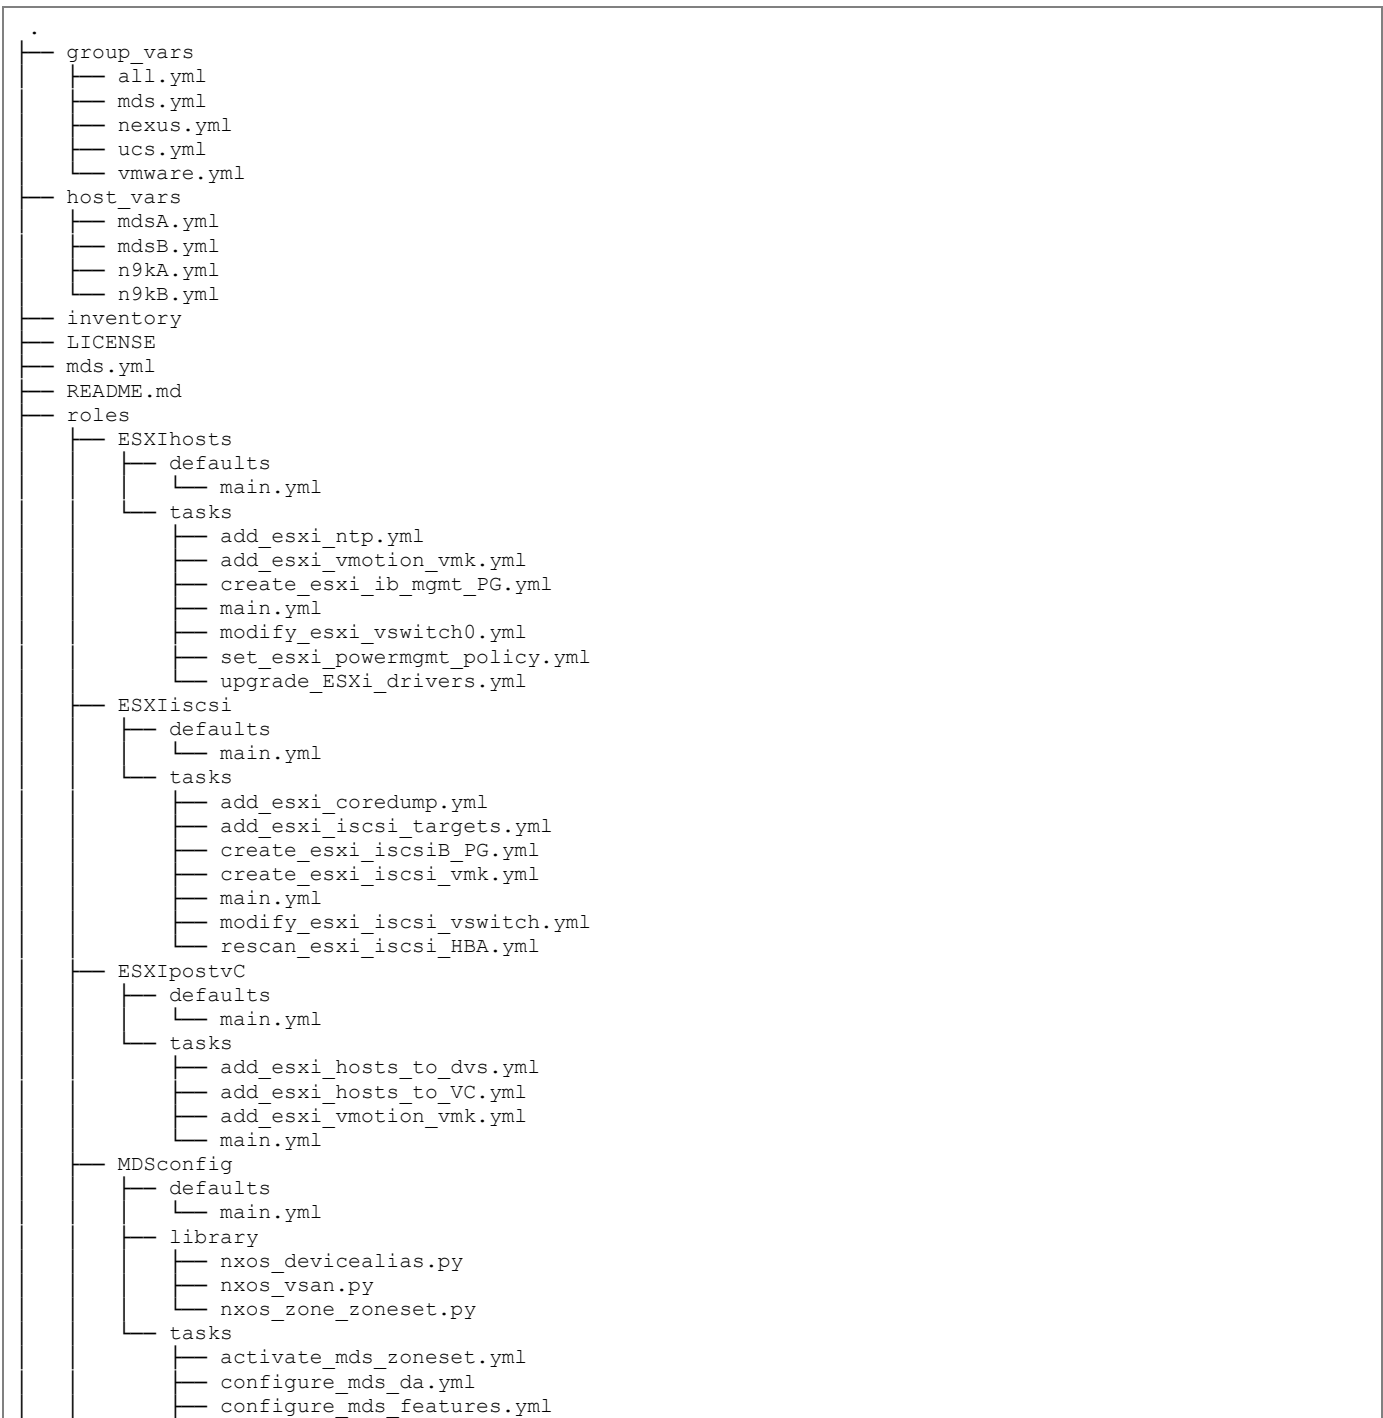 .
├── group_vars
│   ├── all.yml
│   ├── mds.yml
│   ├── nexus.yml
│   ├── ucs.yml
│   └── vmware.yml
├── host_vars
│   ├── mdsA.yml
│   ├── mdsB.yml
│   ├── n9kA.yml
│   └── n9kB.yml
├── inventory
├── LICENSE
├── mds.yml
├── README.md
├── roles
│   ├── ESXIhosts
│   │   ├── defaults
│   │   │   └── main.yml
│   │   └── tasks
│   │       ├── add_esxi_ntp.yml
│   │       ├── add_esxi_vmotion_vmk.yml
│   │       ├── create_esxi_ib_mgmt_PG.yml
│   │       ├── main.yml
│   │       ├── modify_esxi_vswitch0.yml
│   │       ├── set_esxi_powermgmt_policy.yml
│   │       └── upgrade_ESXi_drivers.yml
│   ├── ESXIiscsi
│   │   ├── defaults
│   │   │   └── main.yml
│   │   └── tasks
│   │       ├── add_esxi_coredump.yml
│   │       ├── add_esxi_iscsi_targets.yml
│   │       ├── create_esxi_iscsiB_PG.yml
│   │       ├── create_esxi_iscsi_vmk.yml
│   │       ├── main.yml
│   │       ├── modify_esxi_iscsi_vswitch.yml
│   │       └── rescan_esxi_iscsi_HBA.yml
│   ├── ESXIpostvC
│   │   ├── defaults
│   │   │   └── main.yml
│   │   └── tasks
│   │       ├── add_esxi_hosts_to_dvs.yml
│   │       ├── add_esxi_hosts_to_VC.yml
│   │       ├── add_esxi_vmotion_vmk.yml
│   │       └── main.yml
│   ├── MDSconfig
│   │   ├── defaults
│   │   │   └── main.yml
│   │   ├── library
│   │   │   ├── nxos_devicealias.py
│   │   │   ├── nxos_vsan.py
│   │   │   └── nxos_zone_zoneset.py
│   │   └── tasks
│   │       ├── activate_mds_zoneset.yml
│   │       ├── configure_mds_da.yml
│   │       ├── configure_mds_features.yml